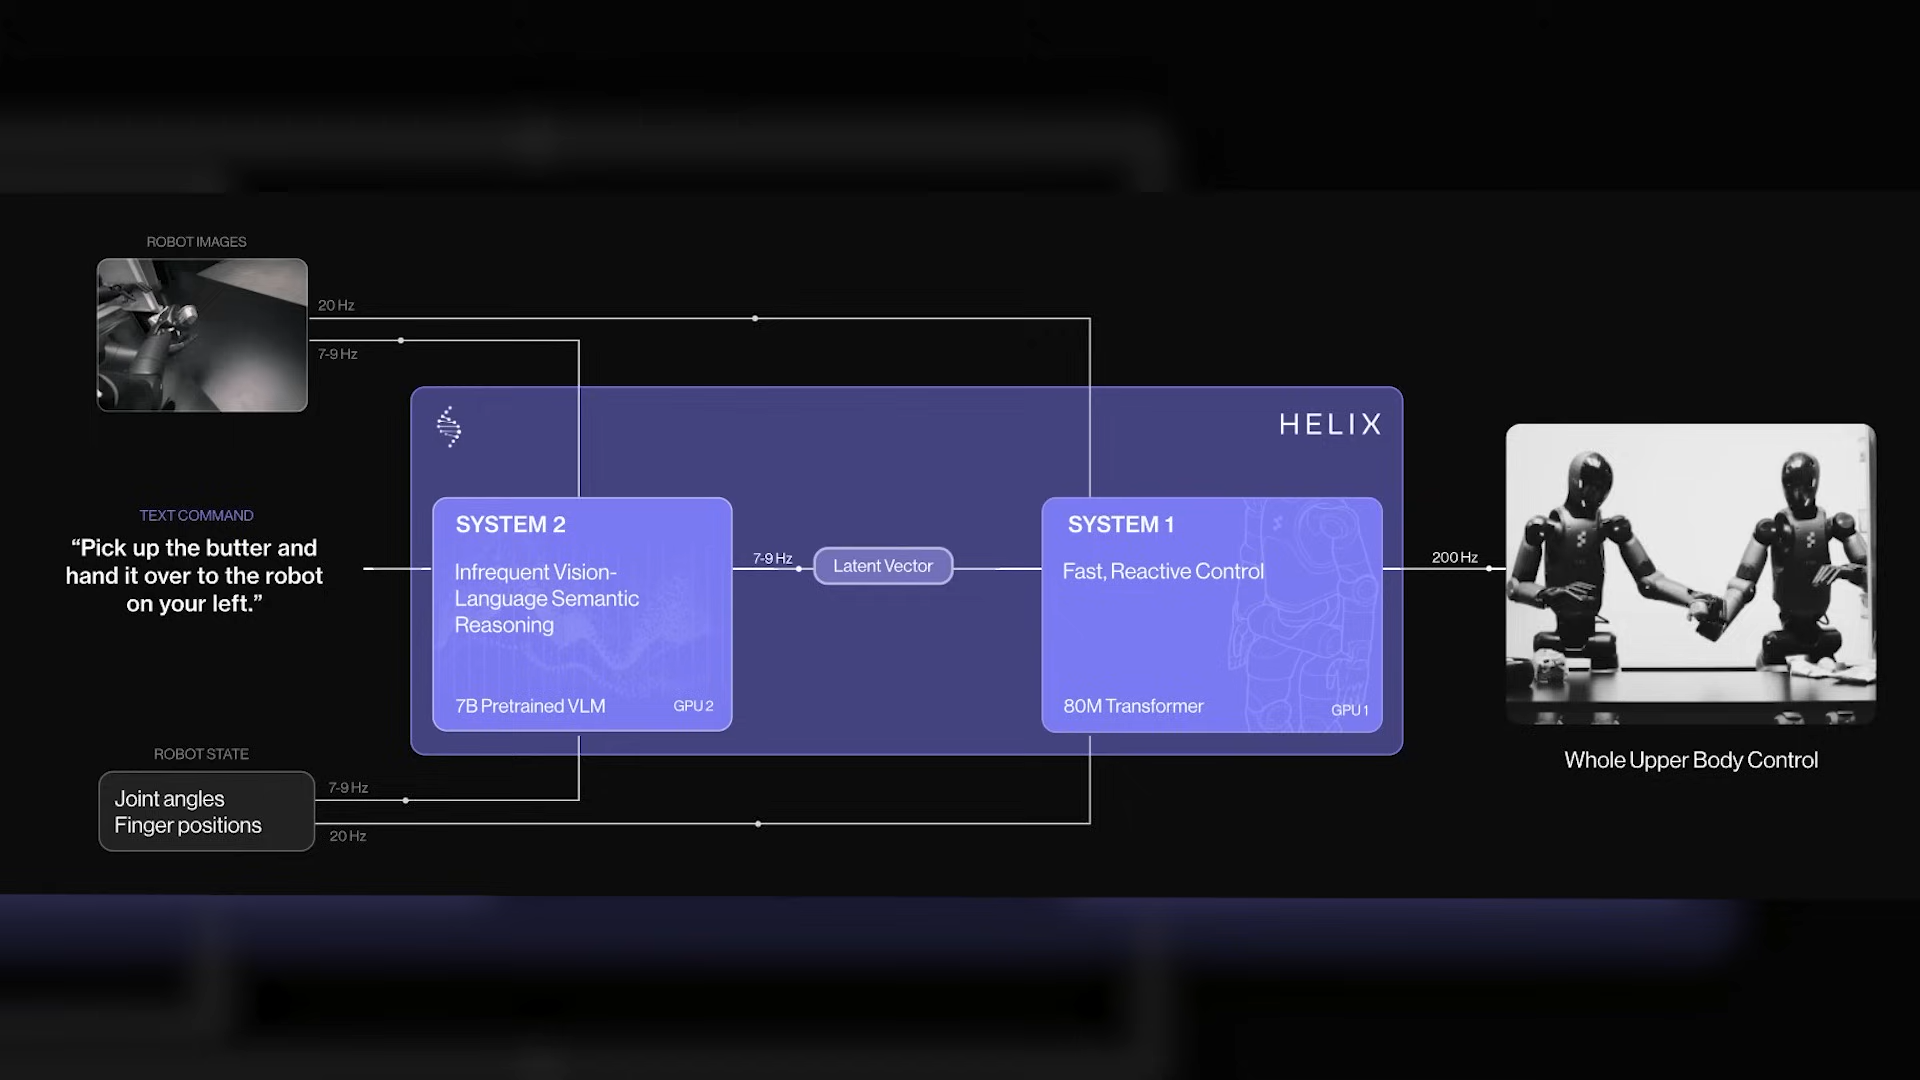 ROBOT IMAGES
20 Hz
7-9 Hz
HELIX
TEXT COMMAND
“Pick up the butter and
hand it over to the robot
on your left.”
SYSTEM 2
Infrequent Vision-
Language Semantic
Reasoning
7B Pretrained VLM
GPU 2
7-9 Hz
Latent Vector
SYSTEM 1
Fast, Reactive Control
80M Transformer
GPU 1
200 Hz
Whole Upper Body Control
ROBOT STATE
Joint angles
Finger positions
7-9 Hz
20 Hz